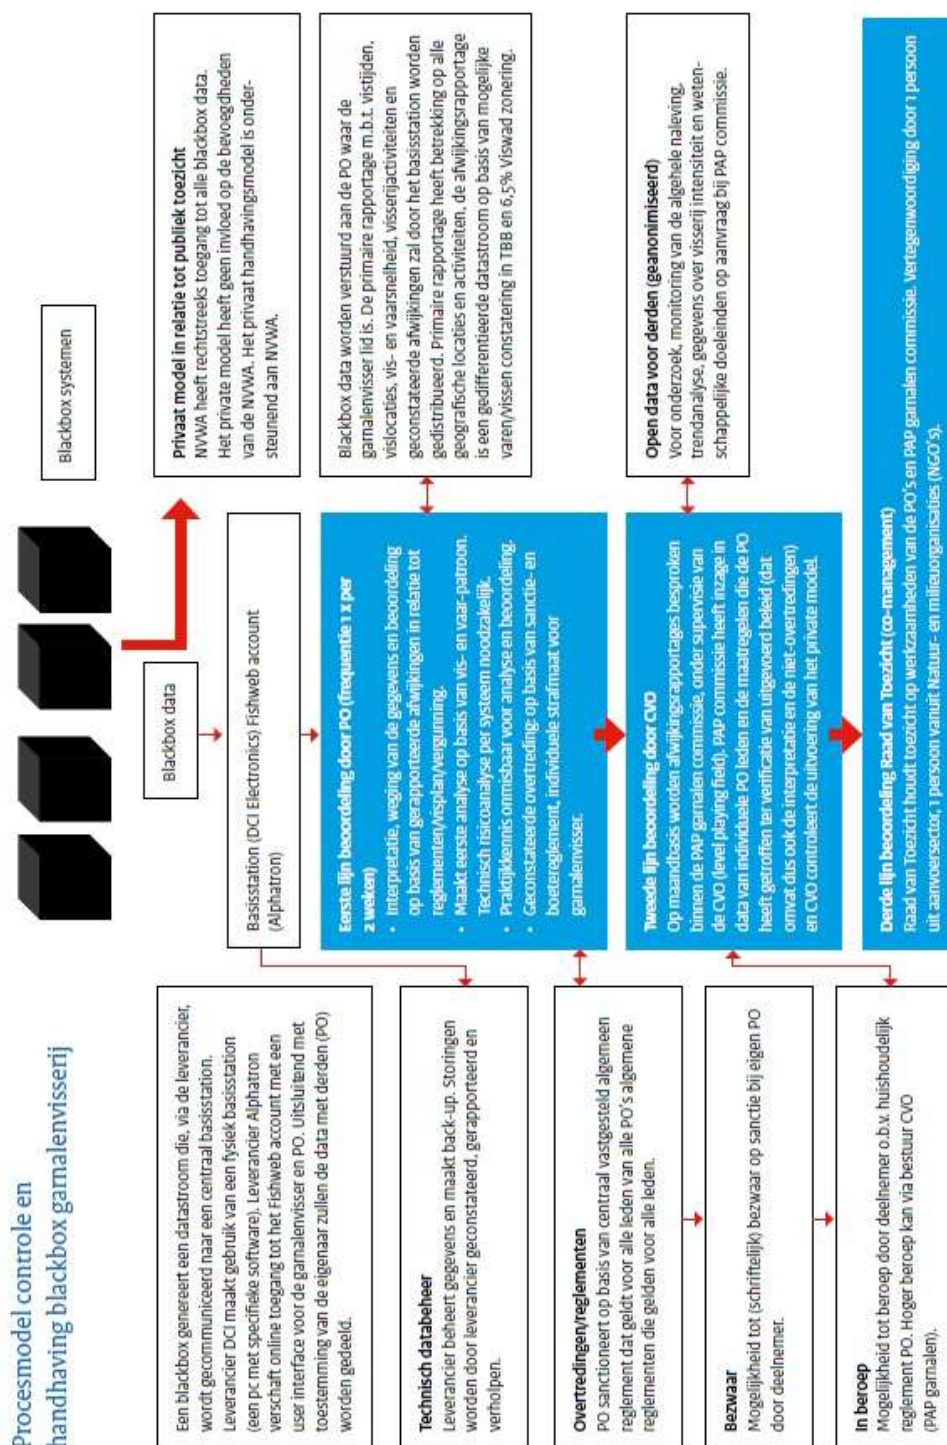 Procesmodel controle en
handhaving blackbox garnalenvisserij
Blackbox systemen
Blackbox data
Een blackbox genereert een datastroom die, via de leverancier,
wordt gecommuniceerd naar een centraal basisstation.
Leverancier DCI maakt gebruik van een fysiek basisstation
(een pc met specifieke software). Leverancier Alphatron
verschaft online toegang tot het Fishweb account met een
user interface voor de garnalenvisser en PO. Uitsluitend met
toestemming van de eigenaar zullen de data met derden (PO)
worden gedeeld.
Basisstation (DCI Electronics) Fishweb account
(Alphatron)
Privaat model in relatie tot publiek toezicht
NVWA heeft rechtstreeks toegang tot alle blackbox data.
Het private model heeft geen invloed op de bevoegdheden
van de NVWA. Het privaat handhavingsmodel is onder-
steunend aan NVWA.
Technisch databeheer
Leverancier beheert gegevens en maakt back-up. Storingen
worden door leverancier geconstateerd, gerapporteerd en
verholpen.
Eerste lijn beoordeling door PO (frequentie 1 x per
2 weken)
• Interpretatie, weging van de gegevens en beoordeling
op basis van gerapporteerde afwijkingen in relatie tot
reglementen/visplan/vergunning.
• Maakt eerste analyse op basis van vis- en vaar-patroon.
Technisch risicoanalyse per systeem noodzakelijk.
• Praktijkkennis onmisbaar voor analyse en beoordeling.
• Geconstateerde overtreding op basis van sanctie- en
boetereglement, individuele strafmaat voor
garnalenvisser.
Blackbox data worden verstuurd aan de PO waar de
garnalenvisser lid is. De primaire rapportage m.b.t. vistijden,
vislocaties, vis- en vaarsnelheid, visserijactiviteiten en
geconstateerde afwijkingen zal door het basisstation worden
gedistribueerd. Primaire rapportage heeft betrekking op alle
geografische locaties en activiteiten, de afwijkingsrapportage
is een gedifferentieerde datastroom op basis van mogelijke
varen/vissen constatering in TBB en 6,5% Viswad zonering.
Overtredingen/reglementen
PO sanctioneert op basis van centraal vastgesteld algemeen
reglement dat geldt voor alle leden van alle PO's algemene
reglementen die gelden voor alle leden.
Tweede lijn beoordeling door CVO
Op maandbasis worden afwijkingsrapportages besproken
binnen de PAP garnalen commissie, onder supervisie van
de CVO (level playing field). PAP commissie heeft inzage in
data van individuele PO leden en de maatregelen die de PO
heeft getroffen ter verificatie van uitgevoerd beleid (dat
omvat dus ook de interpretatie en de niet-overtredingen)
en CVO controleert de uitvoering van het private model.
Open data voor derden (geanonimiseerd)
Voor onderzoek, monitoring van de algehele naleving,
trendanalyse, gegevens over visserij intensiteit en weten-
schappelijke doeleinden op aanvraag bij PAP commissie.
Bezwaar
Mogelijkheid tot (schriftelijk) bezwaar op sanctie bij eigen PO
door deelnemer.
In beroep
Mogelijkheid tot beroep door deelnemer o.b.v. huishoudelijk
reglement PO. Hoger beroep kan via bestuur CVO
(PAP garnalen).
Derde lijn beoordeling Raad van Toezicht (co-management)
Raad van Toezicht houdt toezicht op werkzaamheden van de PO's en PAP garnalen commissie. Vertegenwoordiging door 1 persoon
uit aanvoersector, 1 persoon vanuit Natuur- en milieuorganisaties (NGO's).